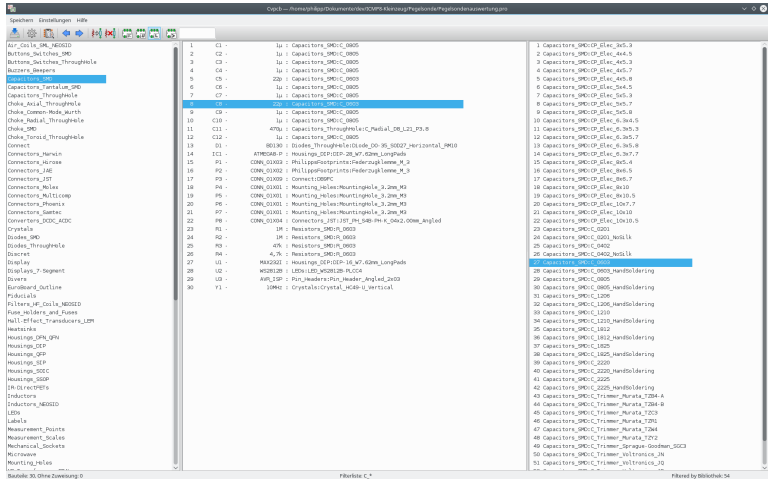 Cvpcb — /home/philipp/Dokumente/dev/ICMP8-Kleinzeug/Pegelsonde/Pegelsondenauswertung.pro
Speichern Einstellungen Hilfe
Air_Coils_SML_NEOSID
Buttons_Switches_SMD
Buttons_Switches_ThroughHole
Buzzers_Beepers
Capacitors_SMD
Capacitors_Tantalum_SMD
Capacitors_ThroughHole
Choke_Axial_ThroughHole
Choke_Common-Mode_Wurth
Choke_Radial_ThroughHole
Choke_SMD
Choke_Toroid_ThroughHole
Connect
Connectors_Harwin
Connectors_Hirose
Connectors_JAE
Connectors_JST
Connectors_Molex
Connectors_Multicomp
Connectors_Phoenix
Connectors_Samtec
Connectors_DCDC_ACDC
Crystals
Diodes_SMD
Diodes_ThroughHole
Discret
Display
Displays_7-Segment
Divers
EuroBoard_Outline
Fiducials
Filters_HF_Coils_NEOSID
Fuse_Holders_and_Fuses
Hall-Effect_Transducers_LEM
Heatsinks
Housings_DFN_QFN
Housings_DIP
Housings_QFP
Housings_SIP
Housings_SOIC
Housings_SSOP
IR-DirectFETs
Inductors
Inductors_NEOSID
LEDs
Labels
Measurement_Points
Measurement_Scales
Mechanical_Sockets
Microwave
Mounting_Holes
1 C1 - 1µ : Capacitors_SMD:C_0805
2 C2 - 1µ : Capacitors_SMD:C_0805
3 C3 - 1µ : Capacitors_SMD:C_0805
4 C4 - 1µ : Capacitors_SMD:C_0805
5 C5 - 22p : Capacitors_SMD:C_0603
6 C6 - 1µ : Capacitors_SMD:C_0805
7 C7 - 1µ : Capacitors_SMD:C_0805
8 C8 - 22p : Capacitors_SMD:C_0603
9 C9 - 1µ : Capacitors_SMD:C_0805
10 C10 - 1µ : Capacitors_SMD:C_0805
11 C11 - 470µ : Capacitors_ThroughHole:C_Radial_D8_L21_P3.8
12 C12 - 1µ : Capacitors_SMD:C_0805
13 D1 - BD130 : Diodes_ThroughHole:Diode_DO-35_SOD27_Horizontal_RM10
14 IC1 - ATMEGA8-P : Housings_DIP:DIP-28_W7.62mm_LongPads
15 P1 - CONN_01X03 : PhilippsFootprints:Federzugklemme_M_3
16 P2 - CONN_01X02 : PhilippsFootprints:Federzugklemme_M_3
17 P3 - CONN_01X09 : Connect:DB9FC
18 P4 - CONN_01X01 : Mounting_Holes:MountingHole_3.2mm_M3
19 P5 - CONN_01X01 : Mounting_Holes:MountingHole_3.2mm_M3
20 P6 - CONN_01X01 : Mounting_Holes:MountingHole_3.2mm_M3
21 P7 - CONN_01X01 : Mounting_Holes:MountingHole_3.2mm_M3
22 P8 - CONN_01X04 : Connectors_JST:JST_PH_S4B-PH-K_04x2.00mm_Angled
23 R1 - 1M : Resistors_SMD:R_0603
24 R2 - 1M : Resistors_SMD:R_0603
25 R3 - 47k : Resistors_SMD:R_0603
26 R4 - 4,7k : Resistors_SMD:R_0603
27 U1 - MAX232I : Housings_DIP:DIP-16_W7.62mm_LongPads
28 U2 - WS2812B : LEDs:LED_WS2812B-PLCC4
29 U3 - AVR_ISP : Pin_Headers:Pin_Header_Angled_2x03
30 Y1 - 10MHz : Crystals:Crystal_HC49-U_Vertical
1 Capacitors_SMD:CP_Elec_3x5.3
2 Capacitors_SMD:CP_Elec_4x4.5
3 Capacitors_SMD:CP_Elec_4x5.3
4 Capacitors_SMD:CP_Elec_4x5.7
5 Capacitors_SMD:CP_Elec_4x5.8
6 Capacitors_SMD:CP_Elec_5x4.5
7 Capacitors_SMD:CP_Elec_5x5.3
8 Capacitors_SMD:CP_Elec_5x5.7
9 Capacitors_SMD:CP_Elec_5x5.8
10 Capacitors_SMD:CP_Elec_6.3x4.5
11 Capacitors_SMD:CP_Elec_6.3x5.3
12 Capacitors_SMD:CP_Elec_6.3x5.7
13 Capacitors_SMD:CP_Elec_6.3x5.8
14 Capacitors_SMD:CP_Elec_6.3x7.7
15 Capacitors_SMD:CP_Elec_8x5.4
16 Capacitors_SMD:CP_Elec_8x6.5
17 Capacitors_SMD:CP_Elec_8x6.7
18 Capacitors_SMD:CP_Elec_8x10
19 Capacitors_SMD:CP_Elec_8x10.5
20 Capacitors_SMD:CP_Elec_10x7.7
21 Capacitors_SMD:CP_Elec_10x10
22 Capacitors_SMD:CP_Elec_10x10.5
23 Capacitors_SMD:C_0201
24 Capacitors_SMD:C_0201_NoSilk
25 Capacitors_SMD:C_0402
26 Capacitors_SMD:C_0402_NoSilk
27 Capacitors_SMD:C_0603
28 Capacitors_SMD:C_0603_HandSoldering
29 Capacitors_SMD:C_0805
30 Capacitors_SMD:C_0805_HandSoldering
31 Capacitors_SMD:C_1206
32 Capacitors_SMD:C_1206_HandSoldering
33 Capacitors_SMD:C_1210
34 Capacitors_SMD:C_1210_HandSoldering
35 Capacitors_SMD:C_1812
36 Capacitors_SMD:C_1812_HandSoldering
37 Capacitors_SMD:C_1825
38 Capacitors_SMD:C_1825_HandSoldering
39 Capacitors_SMD:C_2220
40 Capacitors_SMD:C_2220_HandSoldering
41 Capacitors_SMD:C_2225
42 Capacitors_SMD:C_2225_HandSoldering
43 Capacitors_SMD:C_Trimmer_Murata_TZB4-A
44 Capacitors_SMD:C_Trimmer_Murata_TZB4-B
45 Capacitors_SMD:C_Trimmer_Murata_TZC3
46 Capacitors_SMD:C_Trimmer_Murata_TZR1
47 Capacitors_SMD:C_Trimmer_Murata_TZW4
48 Capacitors_SMD:C_Trimmer_Murata_TZY2
49 Capacitors_SMD:C_Trimmer_Sprague-Goodman_SGC3
50 Capacitors_SMD:C_Trimmer_Voltronics_JN
51 Capacitors_SMD:C_Trimmer_Voltronics_JQ
Bauteile: 30, Ohne Zuweisung: 0
Filterliste: C_*
Filtered by Bibliothek: 54